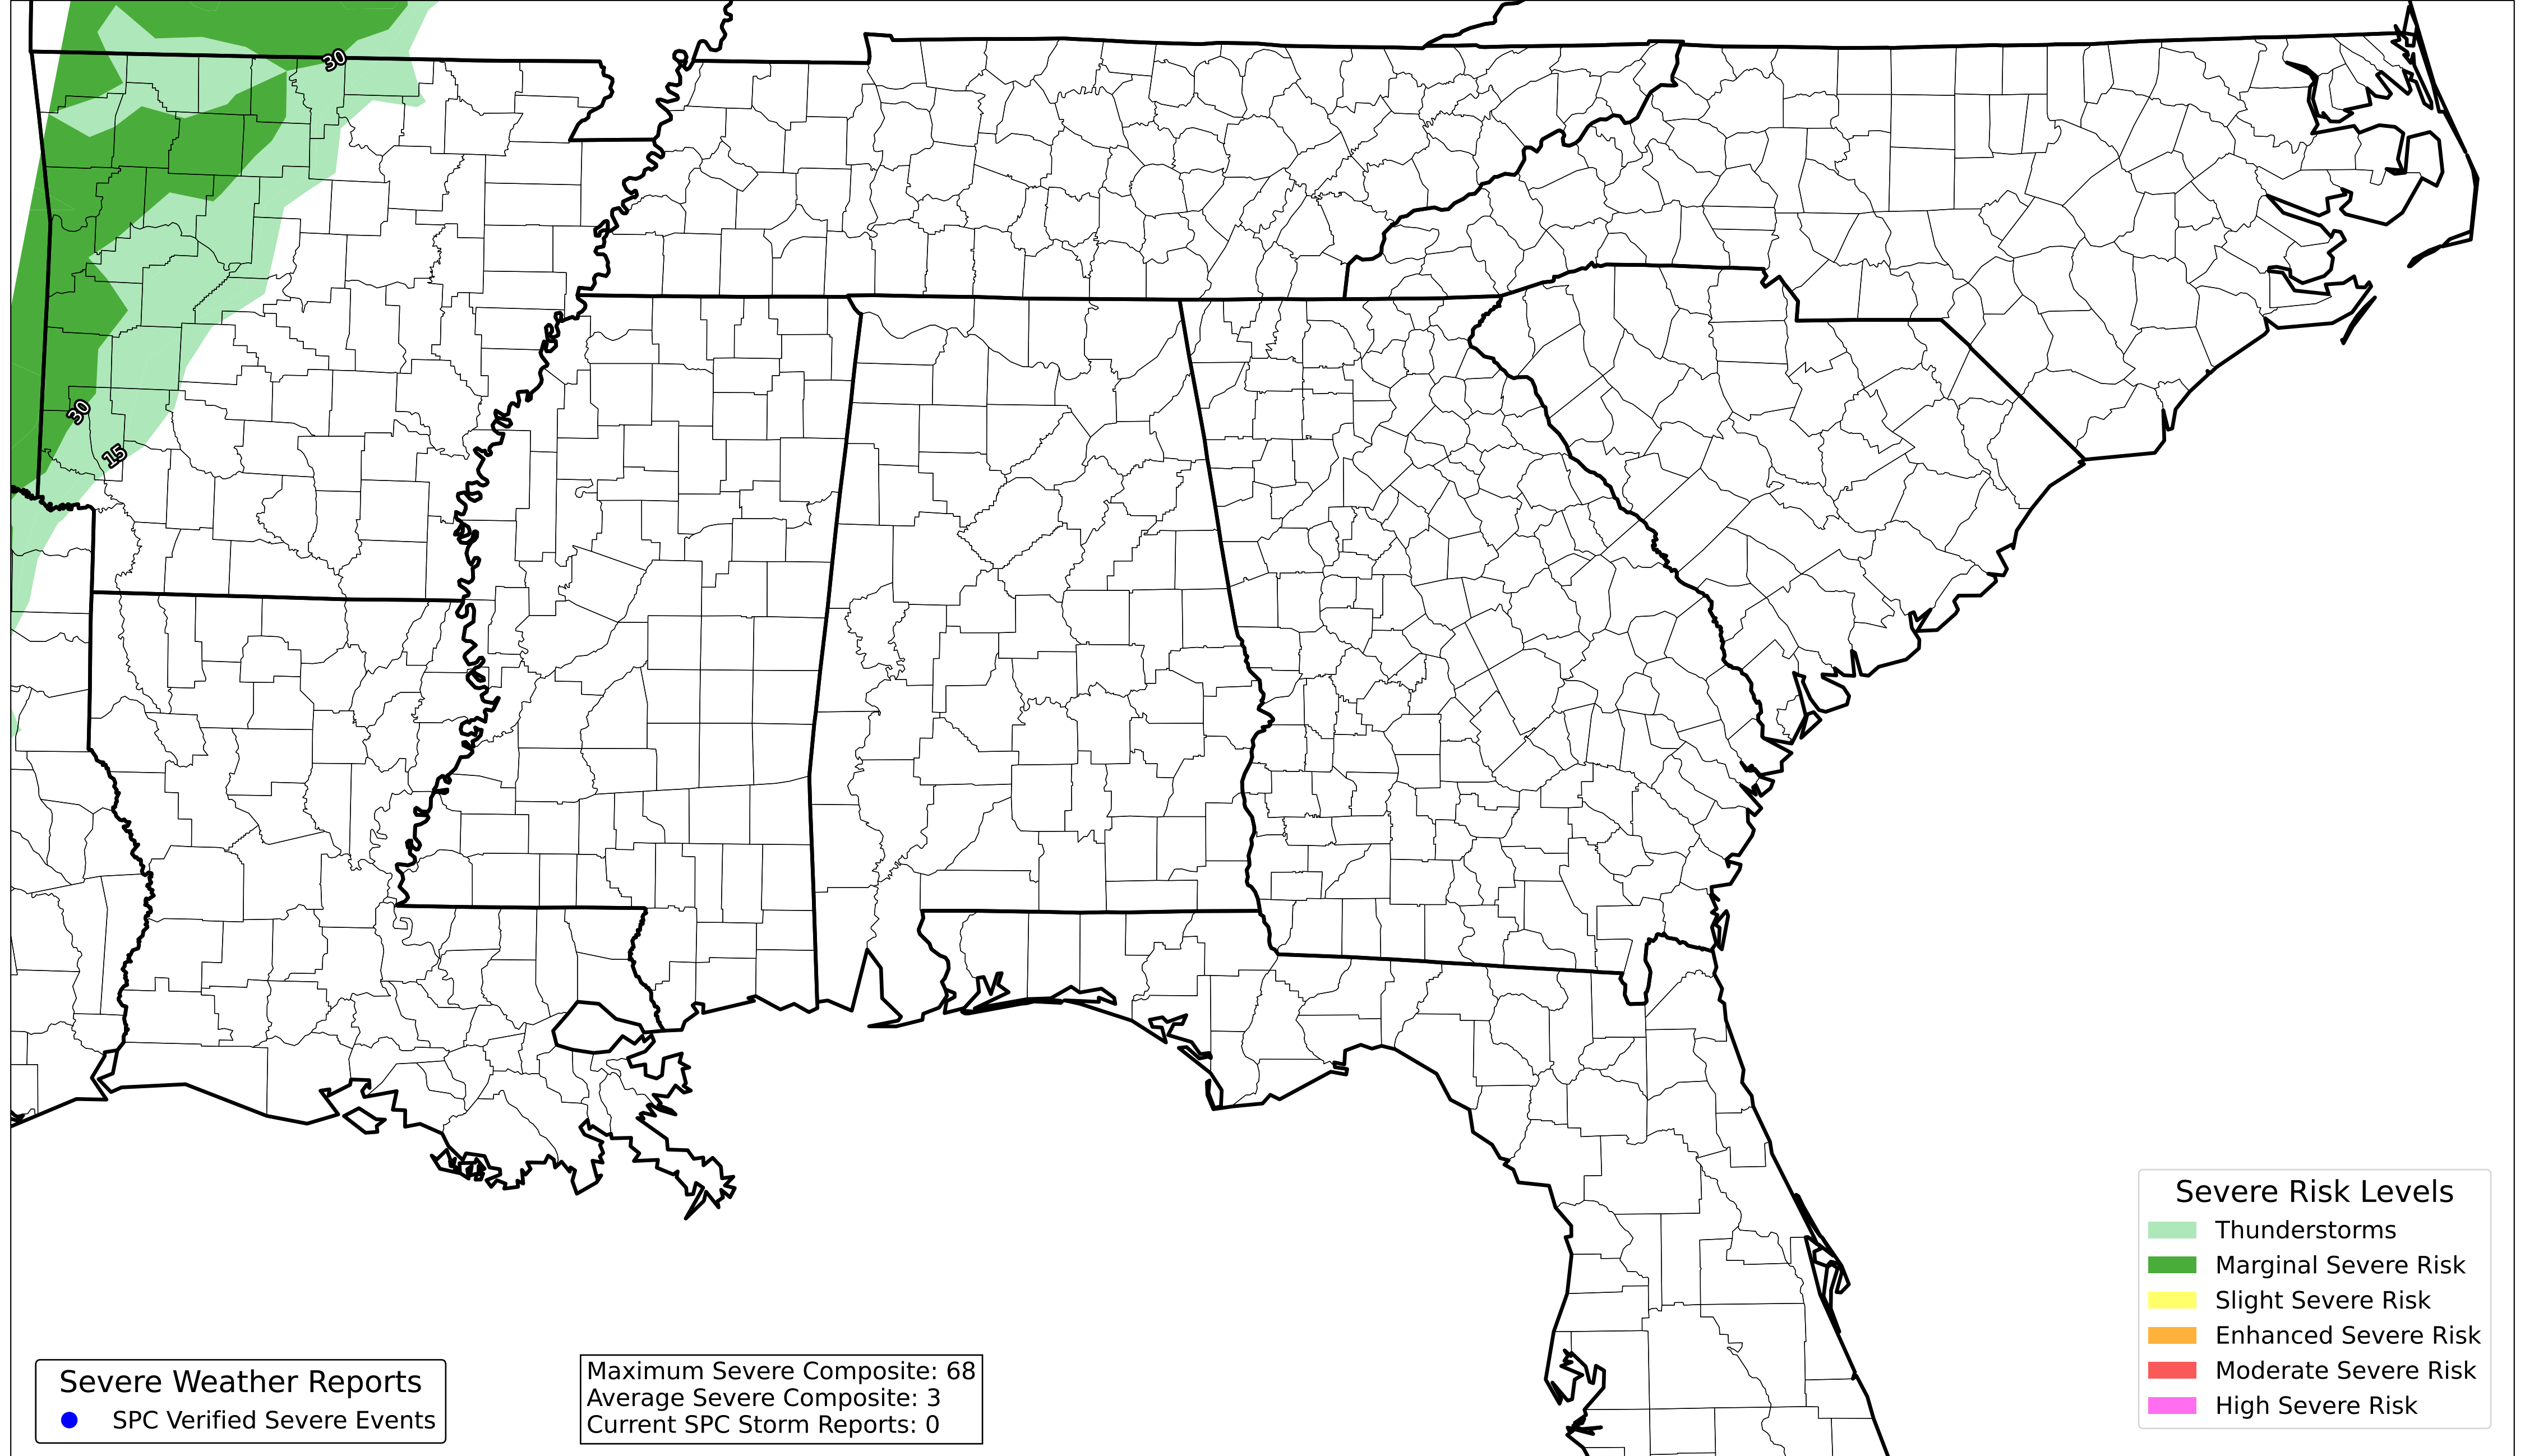 30
30
15
Severe Risk Levels
Thunderstorms
Marginal Severe Risk
Slight Severe Risk
Enhanced Severe Risk
Moderate Severe Risk
High Severe Risk
Severe Weather Reports
SPC Verified Severe Events
Maximum Severe Composite: 68
Average Severe Composite: 3
Current SPC Storm Reports: 0